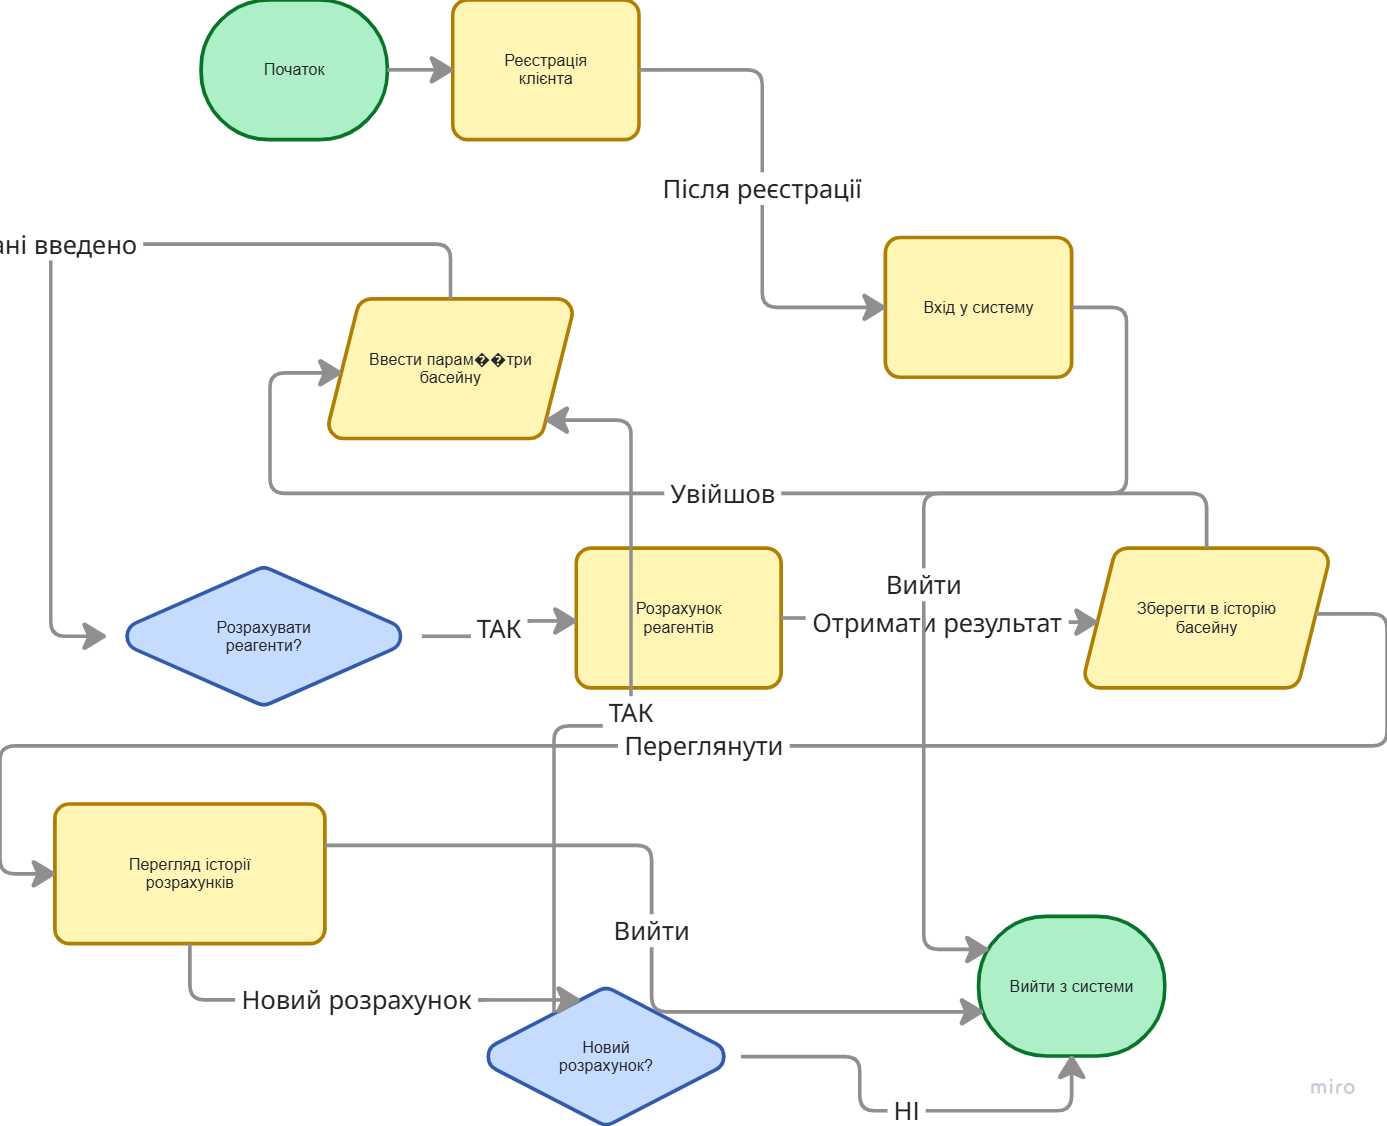 Початок
Реєстрація
клієнта
Після реєстрації
ані введено
Вхід у систему
Ввести парам��три
басейну
Увійшов
Вийти
Розрахувати
реагенти?
ТАК
Розрахунок
реагентів
Отримати результат
Зберегти в історію
басейну
ТАК
Переглянути
Перегляд історії
розрахунків
Вийти
Новий розрахунок
Вийти з системи
Новий
розрахунок?
НІ
miro